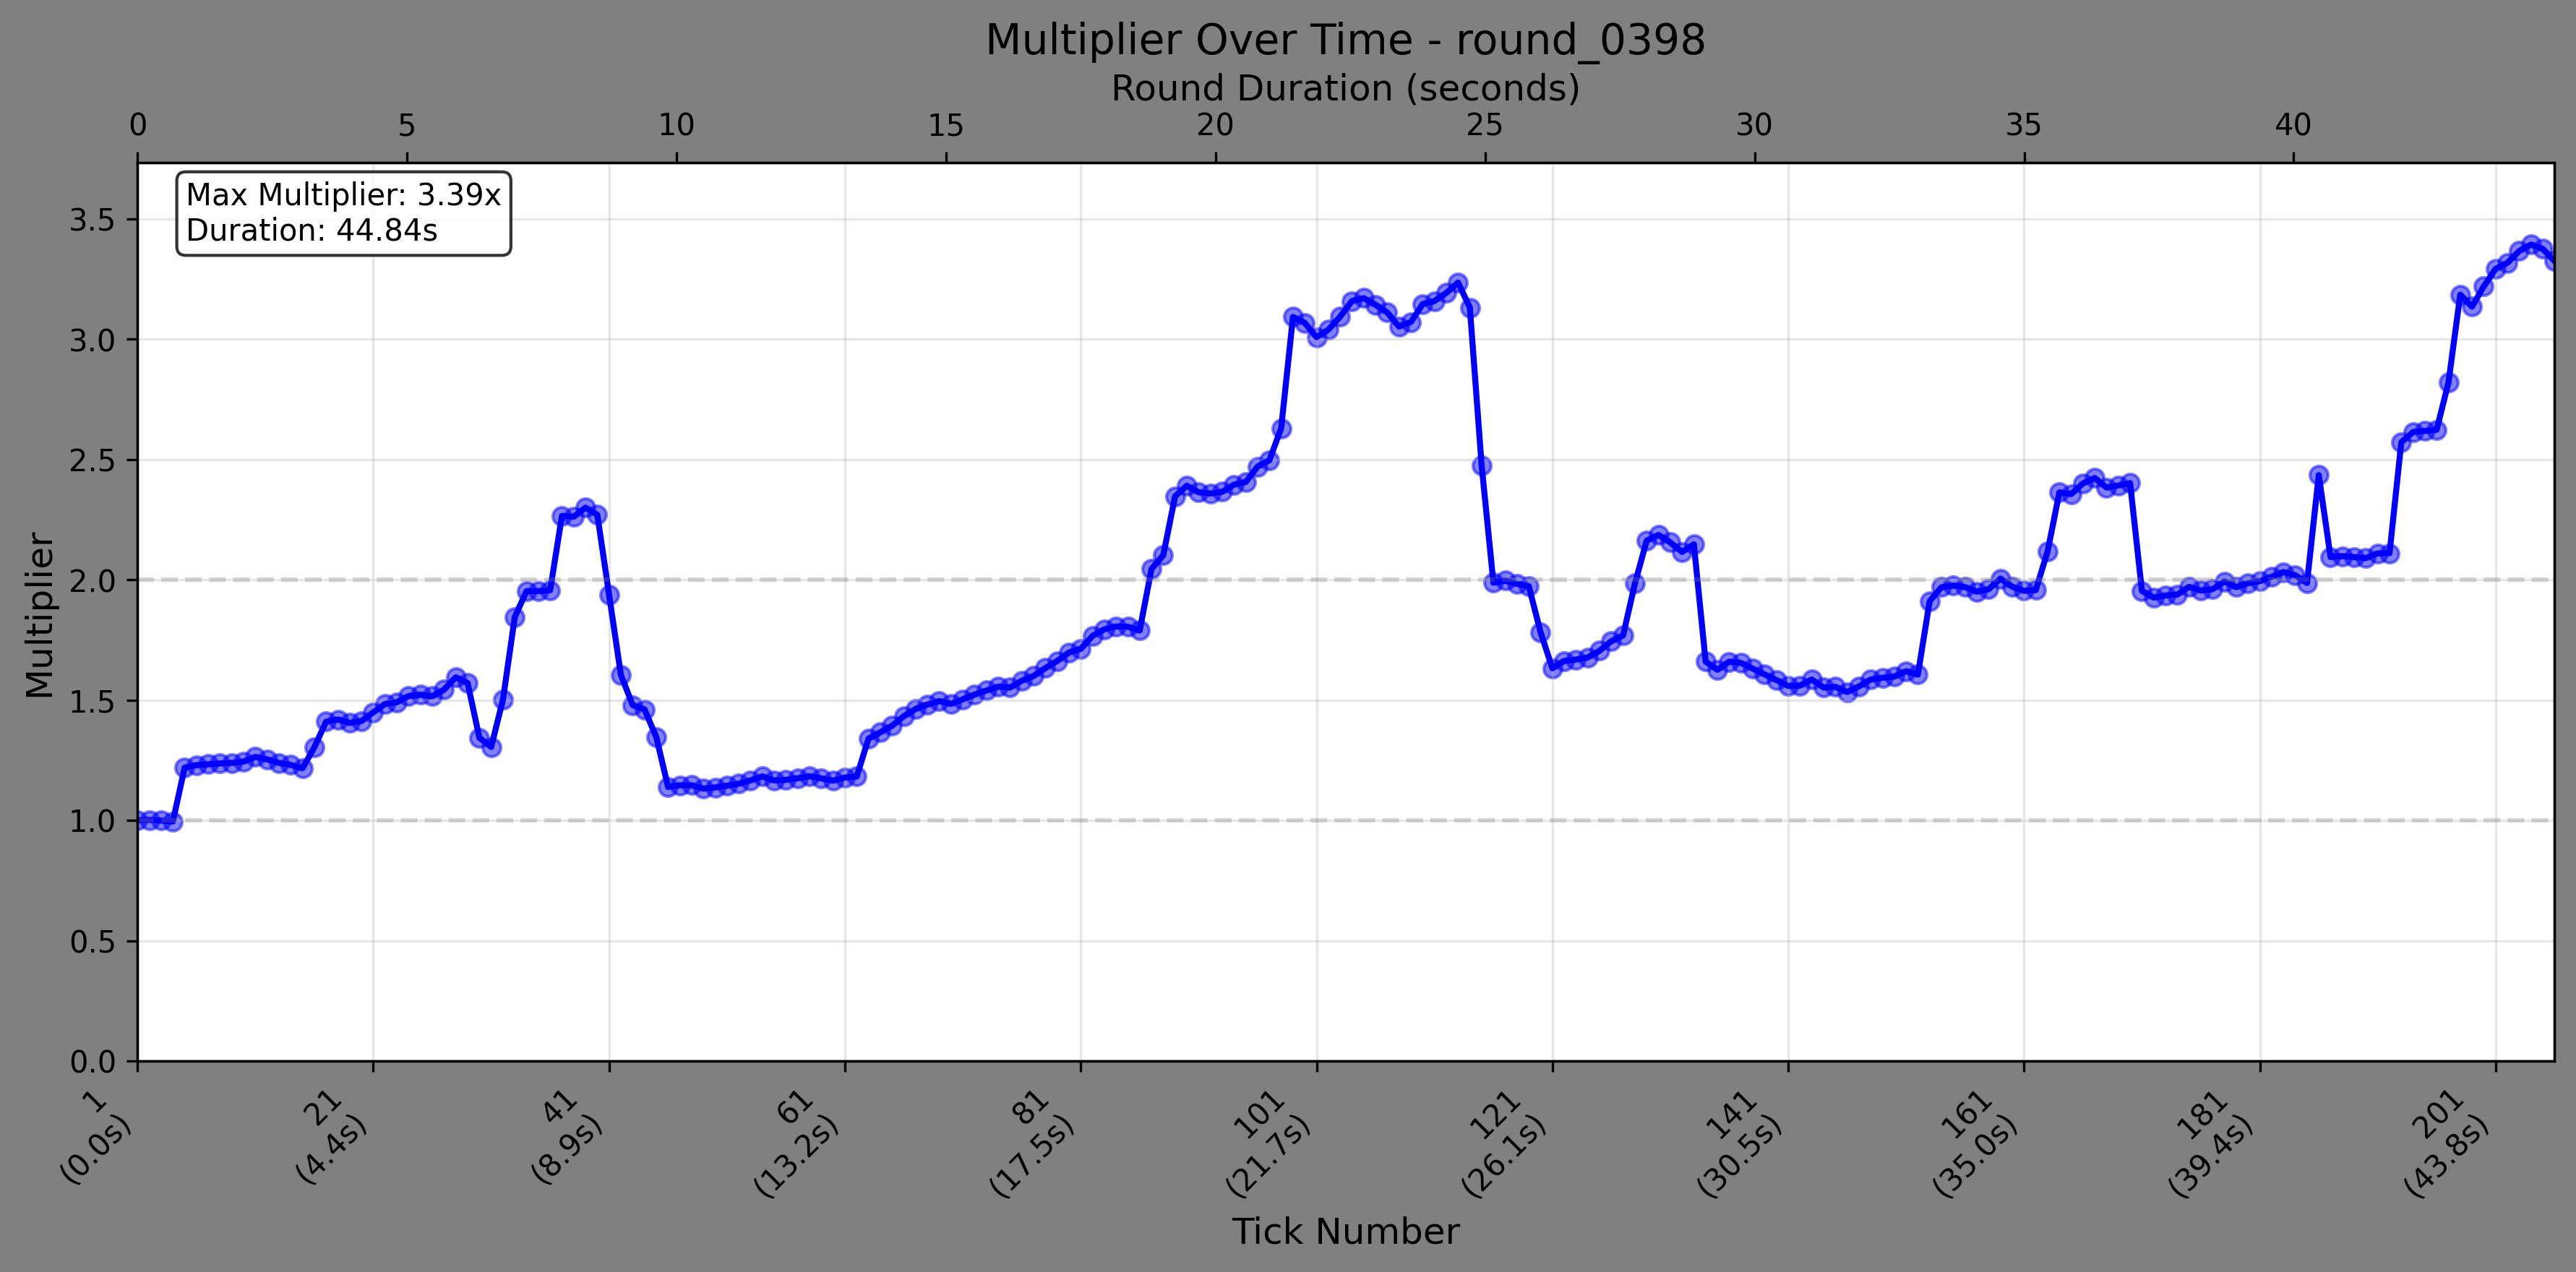 Multiplier Over Time - round_0398
Round Duration (seconds)
0 5 10 15 20 25 30 35 40
Max Multiplier: 3.39x
Duration: 44.84s
Multiplier
3.5
3.0
2.5
2.0
1.5
1.0
0.5
0.0
1
(0.0s)
21
(4.4s)
41
(8.9s)
61
(13.2s)
81
(17.5s)
101
(21.7s)
121
(26.1s)
141
(30.5s)
161
(35.0s)
181
(39.4s)
201
(43.8s)
Tick Number